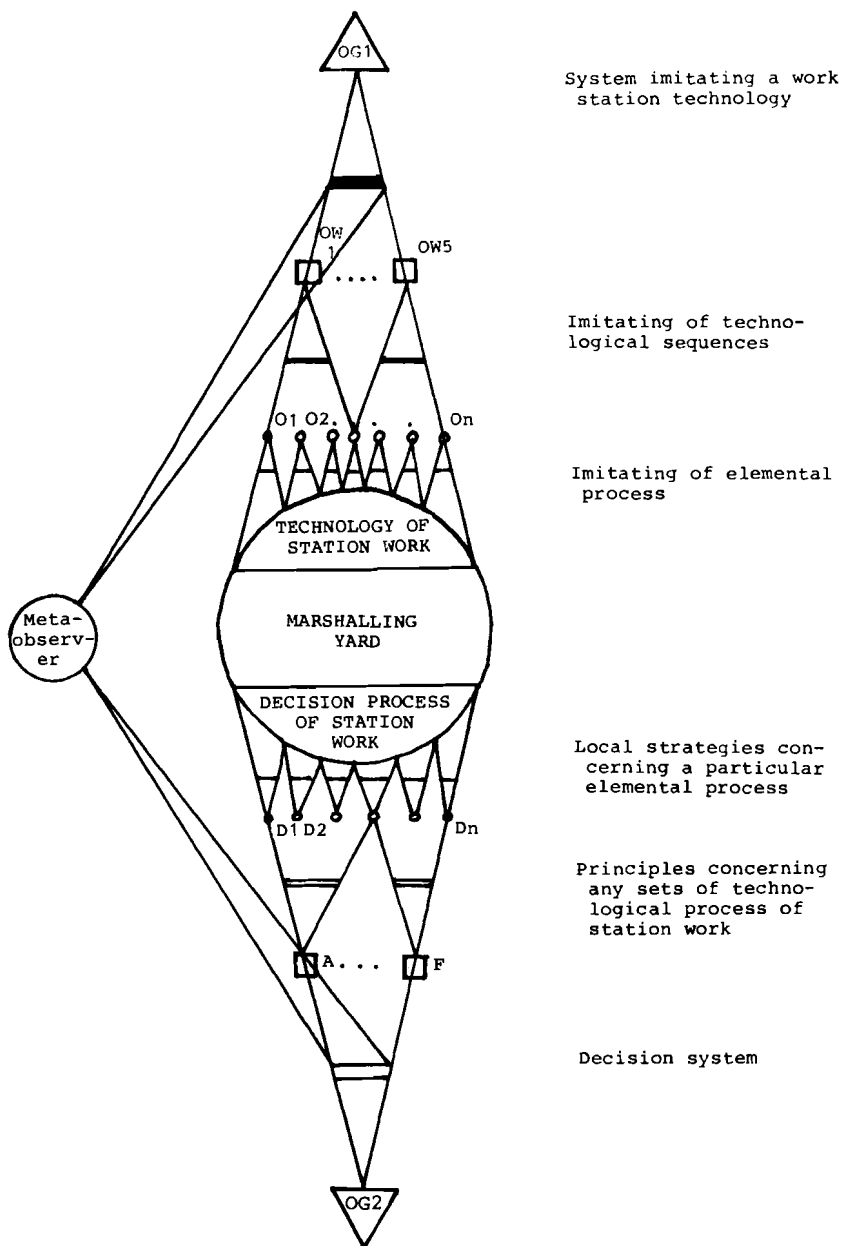 OG1
System imitating a work
station technology
OW
1
OW5
. . . .
Imitating of techno-
logical sequences
O1 O2. . . . On
Imitating of elemental
process
TECHNOLOGY OF
STATION WORK
Meta-
observ-
er
MARSHALLING
YARD
DECISION PROCESS
OF STATION
WORK
Local strategies con-
cerning a particular
elemental process
D1 D2 Dn
Principles concerning
any sets of techno-
logical process of
station work
A. . . F
Decision system
OG2